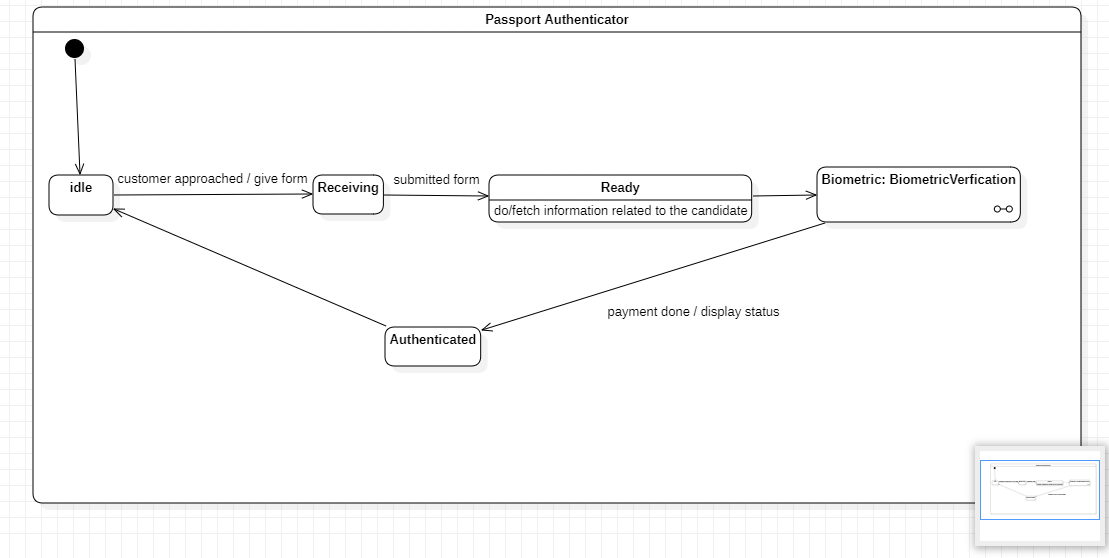 Passport Authenticator
idle
customer approached / give form
Receiving
submitted form
Ready
do/fetch information related to the candidate
Biometric: BiometricVerfication
payment done / display status
Authenticated